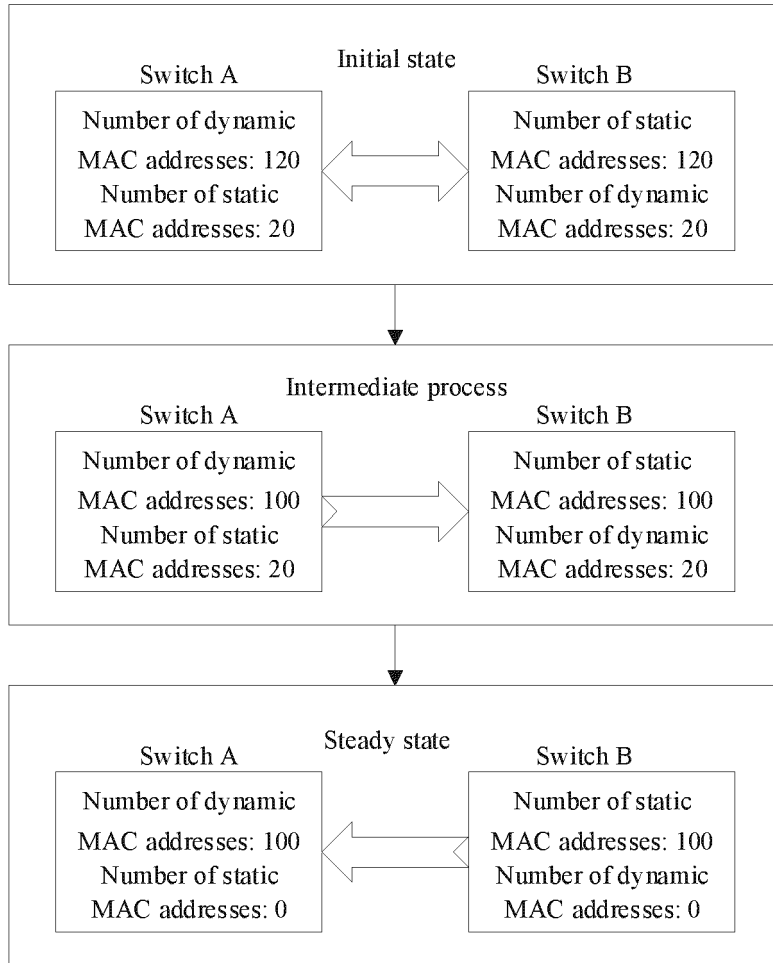 Initial state
Switch A
Number of dynamic
MAC addresses: 120
Number of static
MAC addresses: 20
Switch B
Number of static
MAC addresses: 120
Number of dynamic
MAC addresses: 20
Intermediate process
Switch A
Number of dynamic
MAC addresses: 100
Number of static
MAC addresses: 20
Switch B
Number of static
MAC addresses: 100
Number of dynamic
MAC addresses: 20
Steady state
Switch A
Number of dynamic
MAC addresses: 100
Number of static
MAC addresses: 0
Switch B
Number of static
MAC addresses: 100
Number of dynamic
MAC addresses: 0